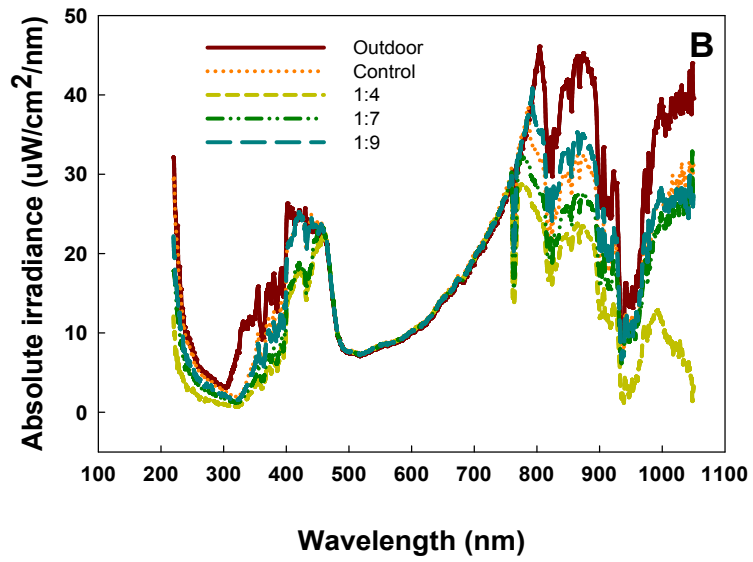 B
Outdoor
Control
1:4
1:7
1:9
Absolute irradiance (uW/cm2/nm)
50
40
30
20
10
0
100 200 300 400 500 600 700 800 900 1000 1100
Wavelength (nm)